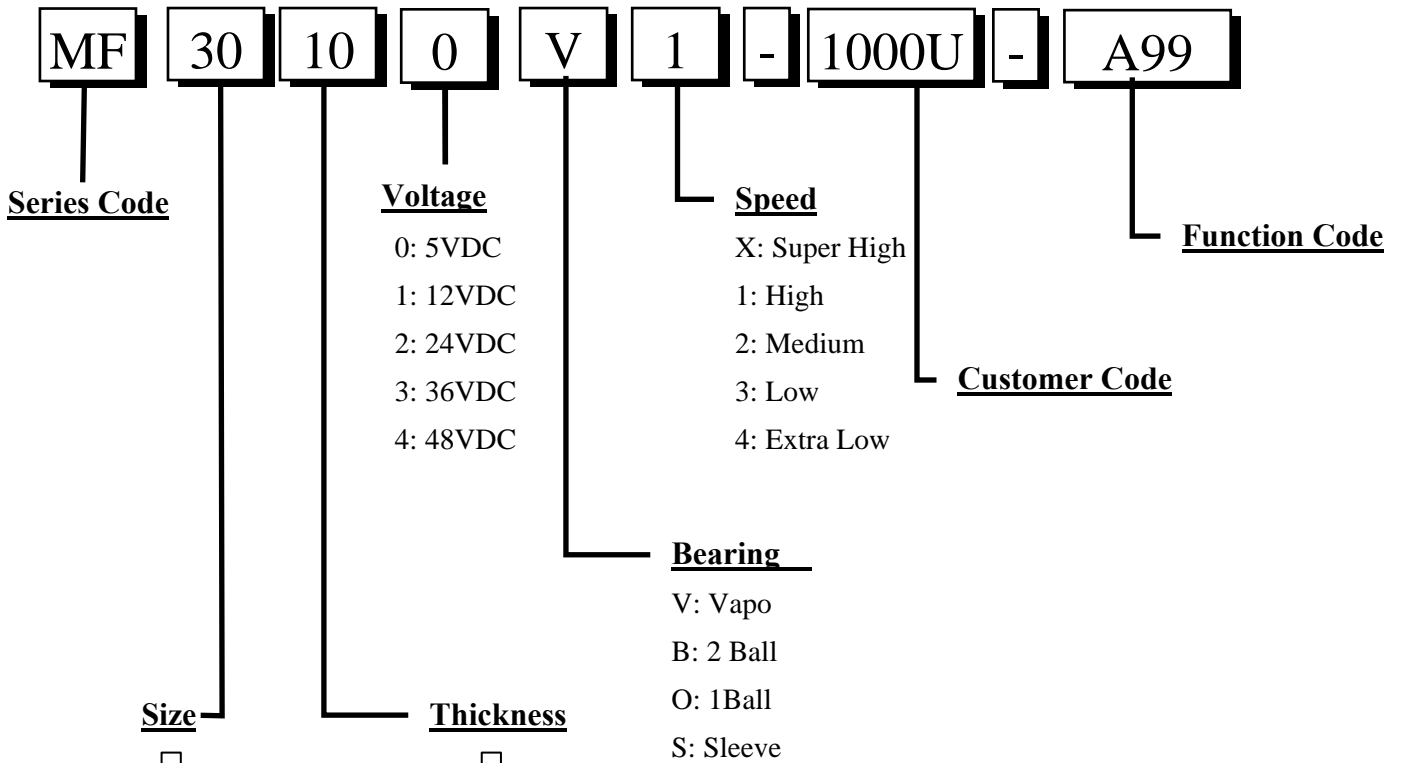 MF 30 10 0 V 1 - 1000U - A99
Series Code
Voltage
0: 5VDC
1: 12VDC
2: 24VDC
3: 36VDC
4: 48VDC
Speed
X: Super High
1: High
2: Medium
3: Low
4: Extra Low
Function Code
Customer Code
Bearing
V: Vapo
B: 2 Ball
O: 1Ball
S: Sleeve
Size
Thickness